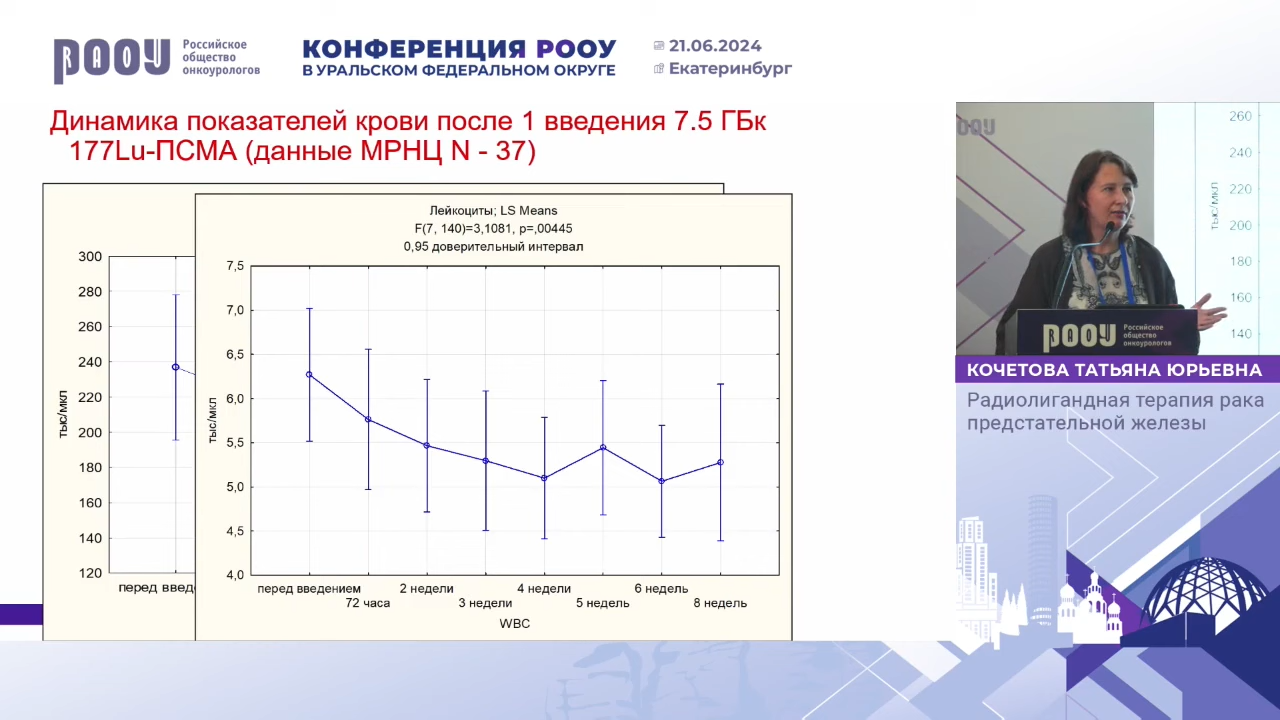 РООУ
Российское
общество
онкоурологов
КОНФЕРЕНЦИЯ РООУ
В УРАЛЬСКОМ ФЕДЕРАЛЬНОМ ОКРУГЕ
21.06.2024
Екатеринбург
Динамика показателей крови после 1 введения 7.5 ГБк
177Lu-ПСМА (данные МРНЦ N - 37)
300
280
260
240
220
200
180
160
140
120
тыс/мкл
перед введе
Лейкоциты; LS Means
F(7, 140)=3,1081, p=,00445
0,95 доверительный интервал
7,5
7,0
6,5
6,0
5,5
5,0
4,5
4,0
тыс/мкл
перед введением
72 часа
2 недели
3 недели
4 недели
5 недель
6 недель
8 недель
WBC
ООУ
260
240
220
200
180
160
140
тыс/мкл
РООУ
Российское
общество
онкоурологов
КОЧЕТОВА ТАТЬЯНА ЮРЬЕВНА
Радиолигандная терапия рака
предстательной железы